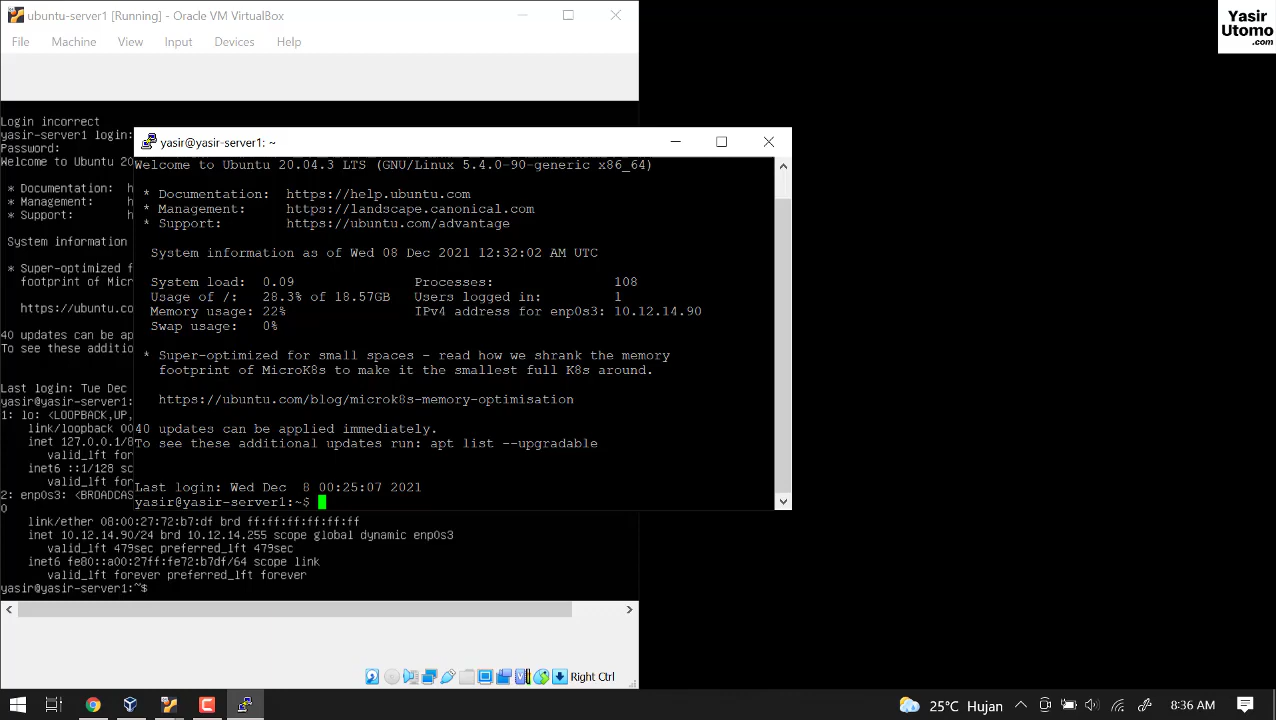 ubuntu-server1 [Running] - Oracle VM VirtualBox
File Machine View Input Devices Help
Yasir
Utomo
.com
Login incorrect
yasir-server1 login:
Password:
Welcome to Ubuntu 20
* Documentation: h
* Management: h
* Support: h
System information
* Super-optimized f
footprint of Micr
https://ubuntu.co
40 updates can be ap
To see these additio
Last login: Tue Dec
yasir@yasir-server1:
1: lo: <LOOPBACK,UP,
link/loopback 00
inet 127.0.0.1/8
valid_lft for
inet6 ::1/128 sc
valid_lft for
2: enp0s3: <BROADCAS
0
link/ether 08:00:27:72:b7:df brd ff:ff:ff:ff:ff:ff
inet 10.12.14.90/24 brd 10.12.14.255 scope global dynamic enp0s3
valid_lft 479sec preferred_lft 479sec
inet6 fe80::a00:27ff:fe72:b7df/64 scope link
valid_lft forever preferred_lft forever
yasir@yasir-server1:~$
yasir@yasir-server1: ~
Welcome to Ubuntu 20.04.3 LTS (GNU/Linux 5.4.0-90-generic x86_64)
* Documentation: https://help.ubuntu.com
* Management: https://landscape.canonical.com
* Support: https://ubuntu.com/advantage
System information as of Wed 08 Dec 2021 12:32:02 AM UTC
System load: 0.09 Processes: 108
Usage of /: 28.3% of 18.57GB Users logged in: 1
Memory usage: 22% IPv4 address for enp0s3: 10.12.14.90
Swap usage: 0%
* Super-optimized for small spaces - read how we shrank the memory
footprint of MicroK8s to make it the smallest full K8s around.
https://ubuntu.com/blog/microk8s-memory-optimisation
40 updates can be applied immediately.
To see these additional updates run: apt list --upgradable
Last login: Wed Dec 8 00:25:07 2021
yasir@yasir-server1:~$
Right Ctrl
25°C Hujan
8:36 AM